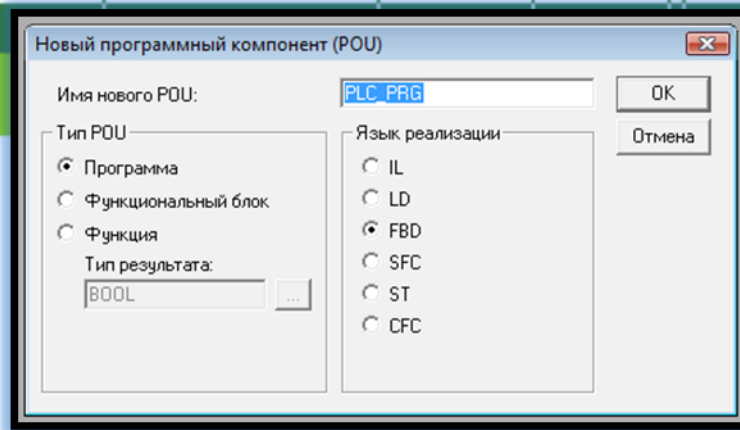 Новый программный компонент (POU)
Имя нового POU:
PLC_PRG
OK
Отмена
Тип POU
Программа
Функциональный блок
Функция
Тип результата:
BOOL
...
Язык реализации
IL
LD
FBD
SFC
ST
CFC